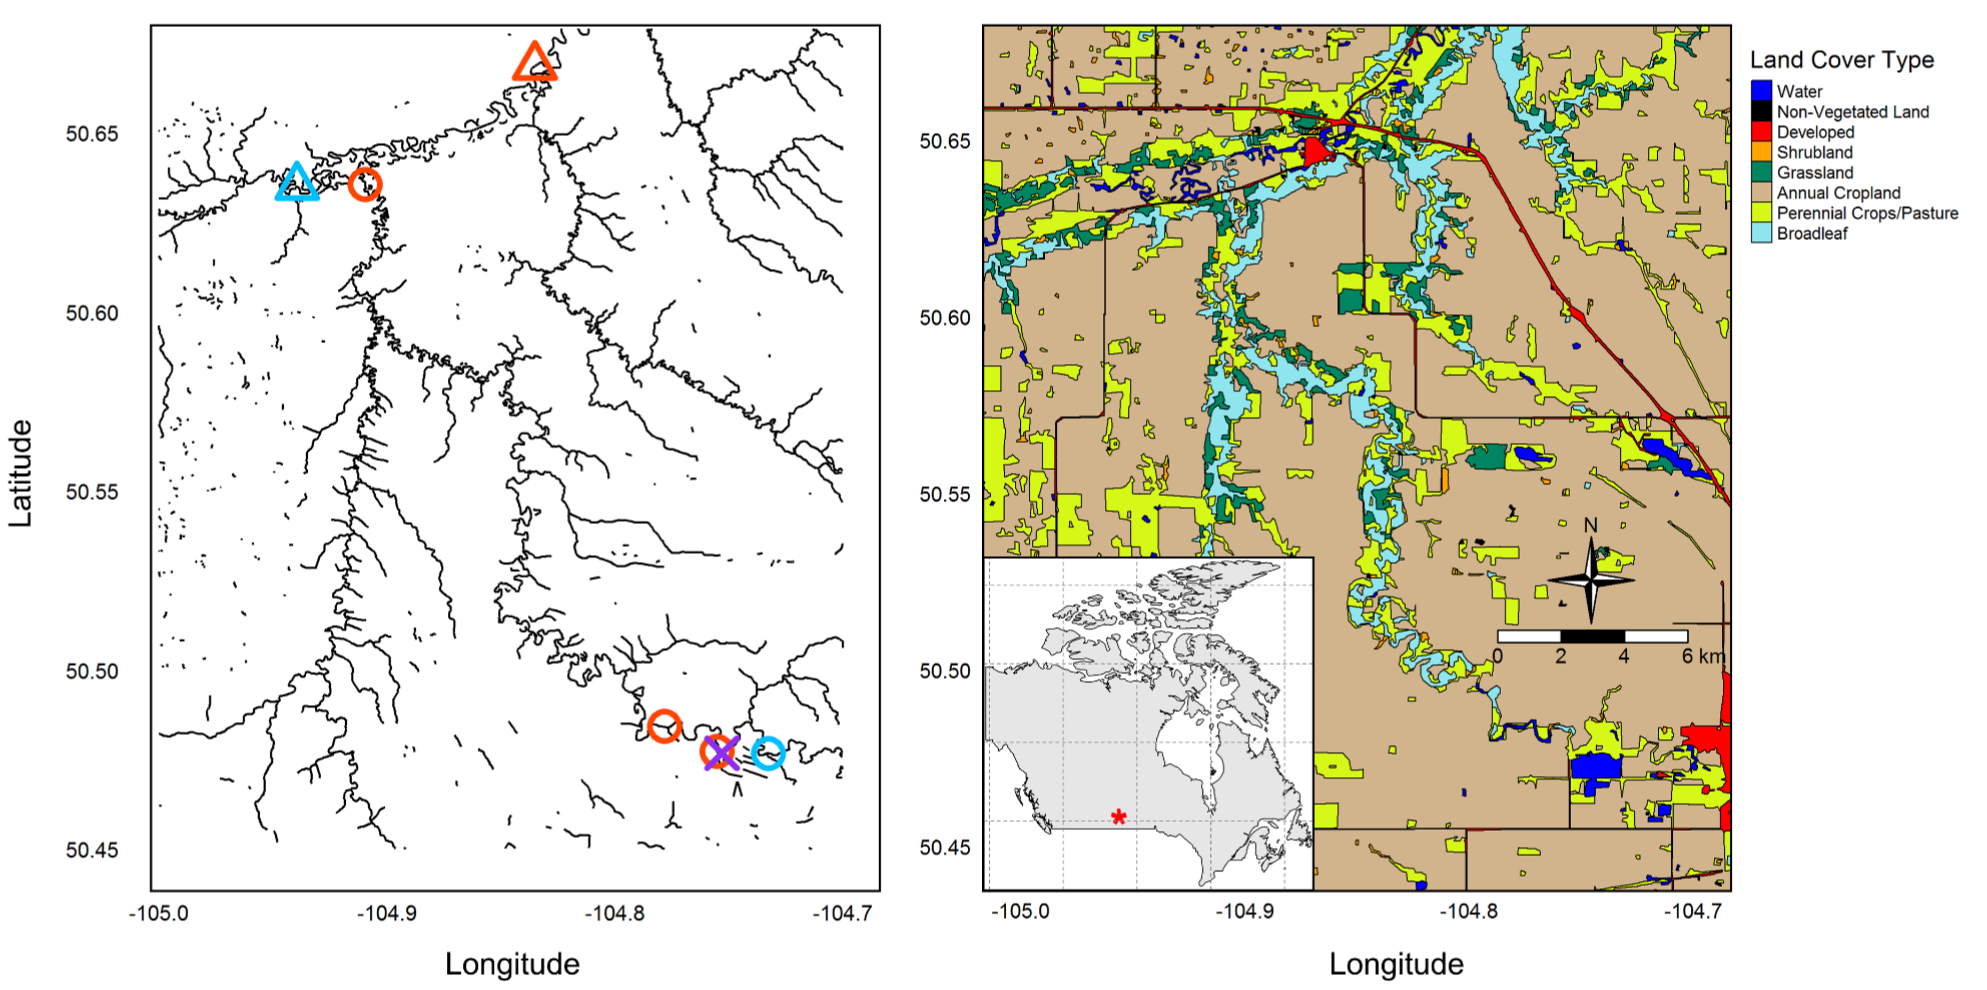 Latitude
50.65
50.60
50.55
50.50
50.45
-105.0
-104.9
-104.8
-104.7
Longitude
50.65
50.60
50.55
50.50
50.45
-105.0
-104.9
-104.8
-104.7
Longitude
N
0 2 4 6 km
*
Land Cover Type
Water
Non-Vegetated Land
Developed
Shrubland
Grassland
Annual Cropland
Perennial Crops/Pasture
Broadleaf